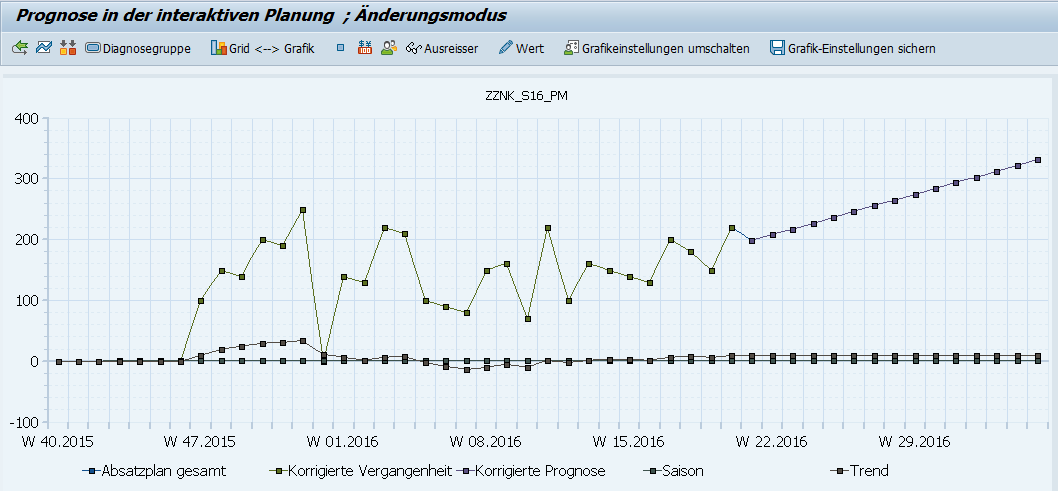 Prognose in der interaktiven Planung ; Änderungsmodus
Diagnosegruppe Grid <--> Grafik Ausreisser Wert Grafikeinstellungen umschalten Grafik-Einstellungen sichern
ZZNK_S16_PM
400
300
200
100
0
-100
W 40.2015 W 47.2015 W 01.2016 W 08.2016 W 15.2016 W 22.2016 W 29.2016
Absatzplan gesamt Korrigierte Vergangenheit Korrigierte Prognose Saison Trend